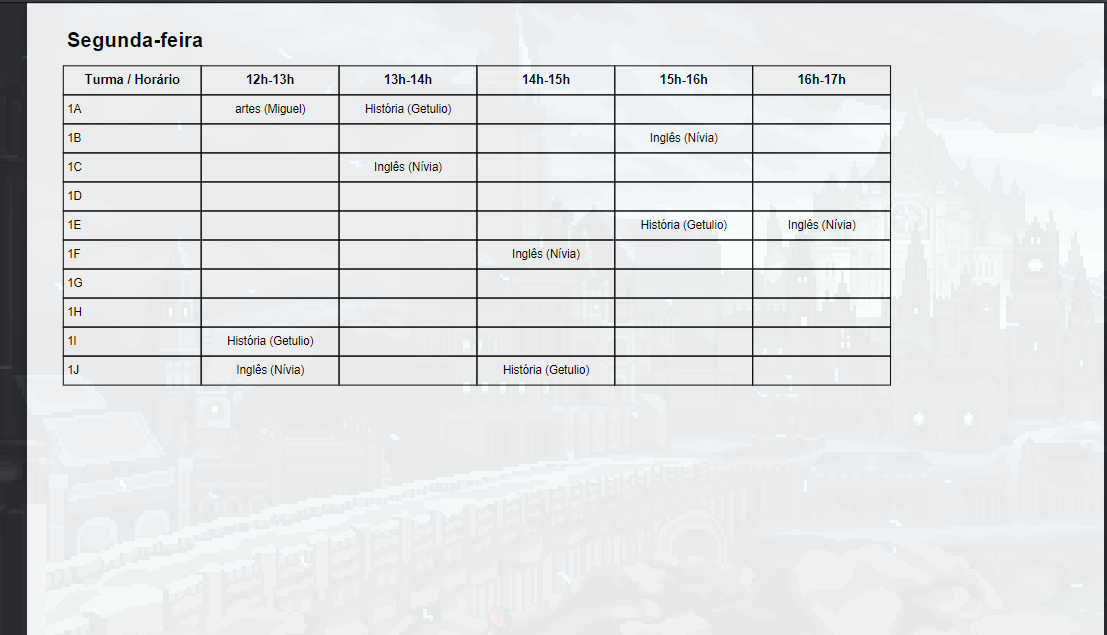 Segunda-feira
Turma / Horário 12h-13h 13h-14h 14h-15h 15h-16h 16h-17h
1A artes (Miguel) História (Getulio)
1B Inglês (Nívia)
1C Inglês (Nívia)
1D
1E História (Getulio) Inglês (Nívia)
1F Inglês (Nívia)
1G
1H
1I História (Getulio)
1J Inglês (Nívia) História (Getulio)